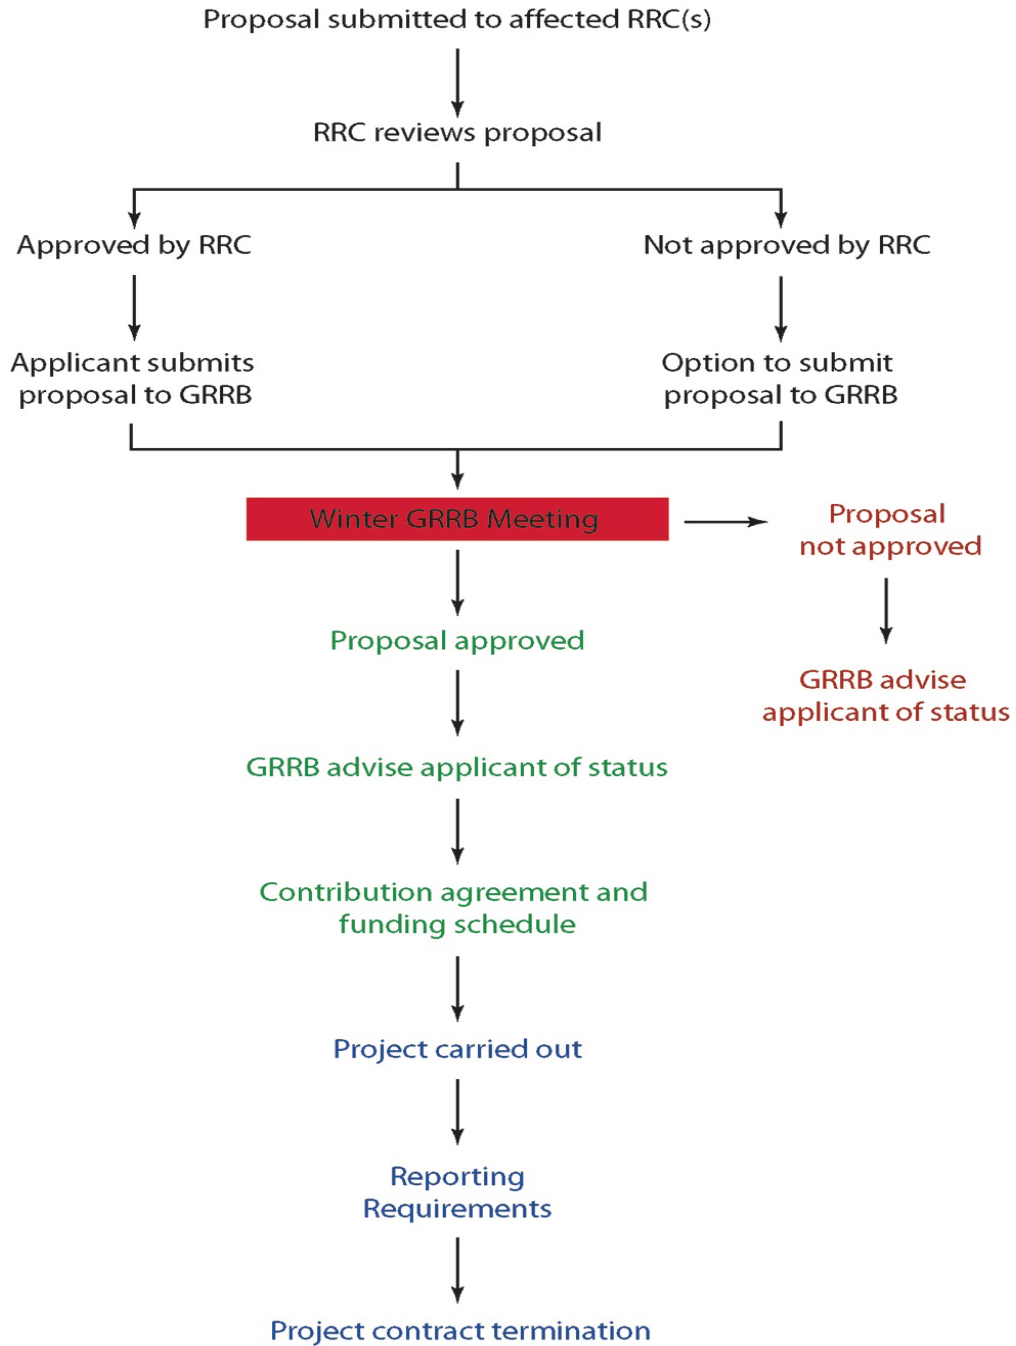 Proposal submitted to affected RRC(s)
RRC reviews proposal
Approved by RRC
Not approved by RRC
Applicant submits
proposal to GRRB
Option to submit
proposal to GRRB
Winter GRRB Meeting
Proposal
not approved
Proposal approved
GRRB advise
applicant of status
GRRB advise applicant of status
Contribution agreement and
funding schedule
Project carried out
Reporting
Requirements
Project contract termination